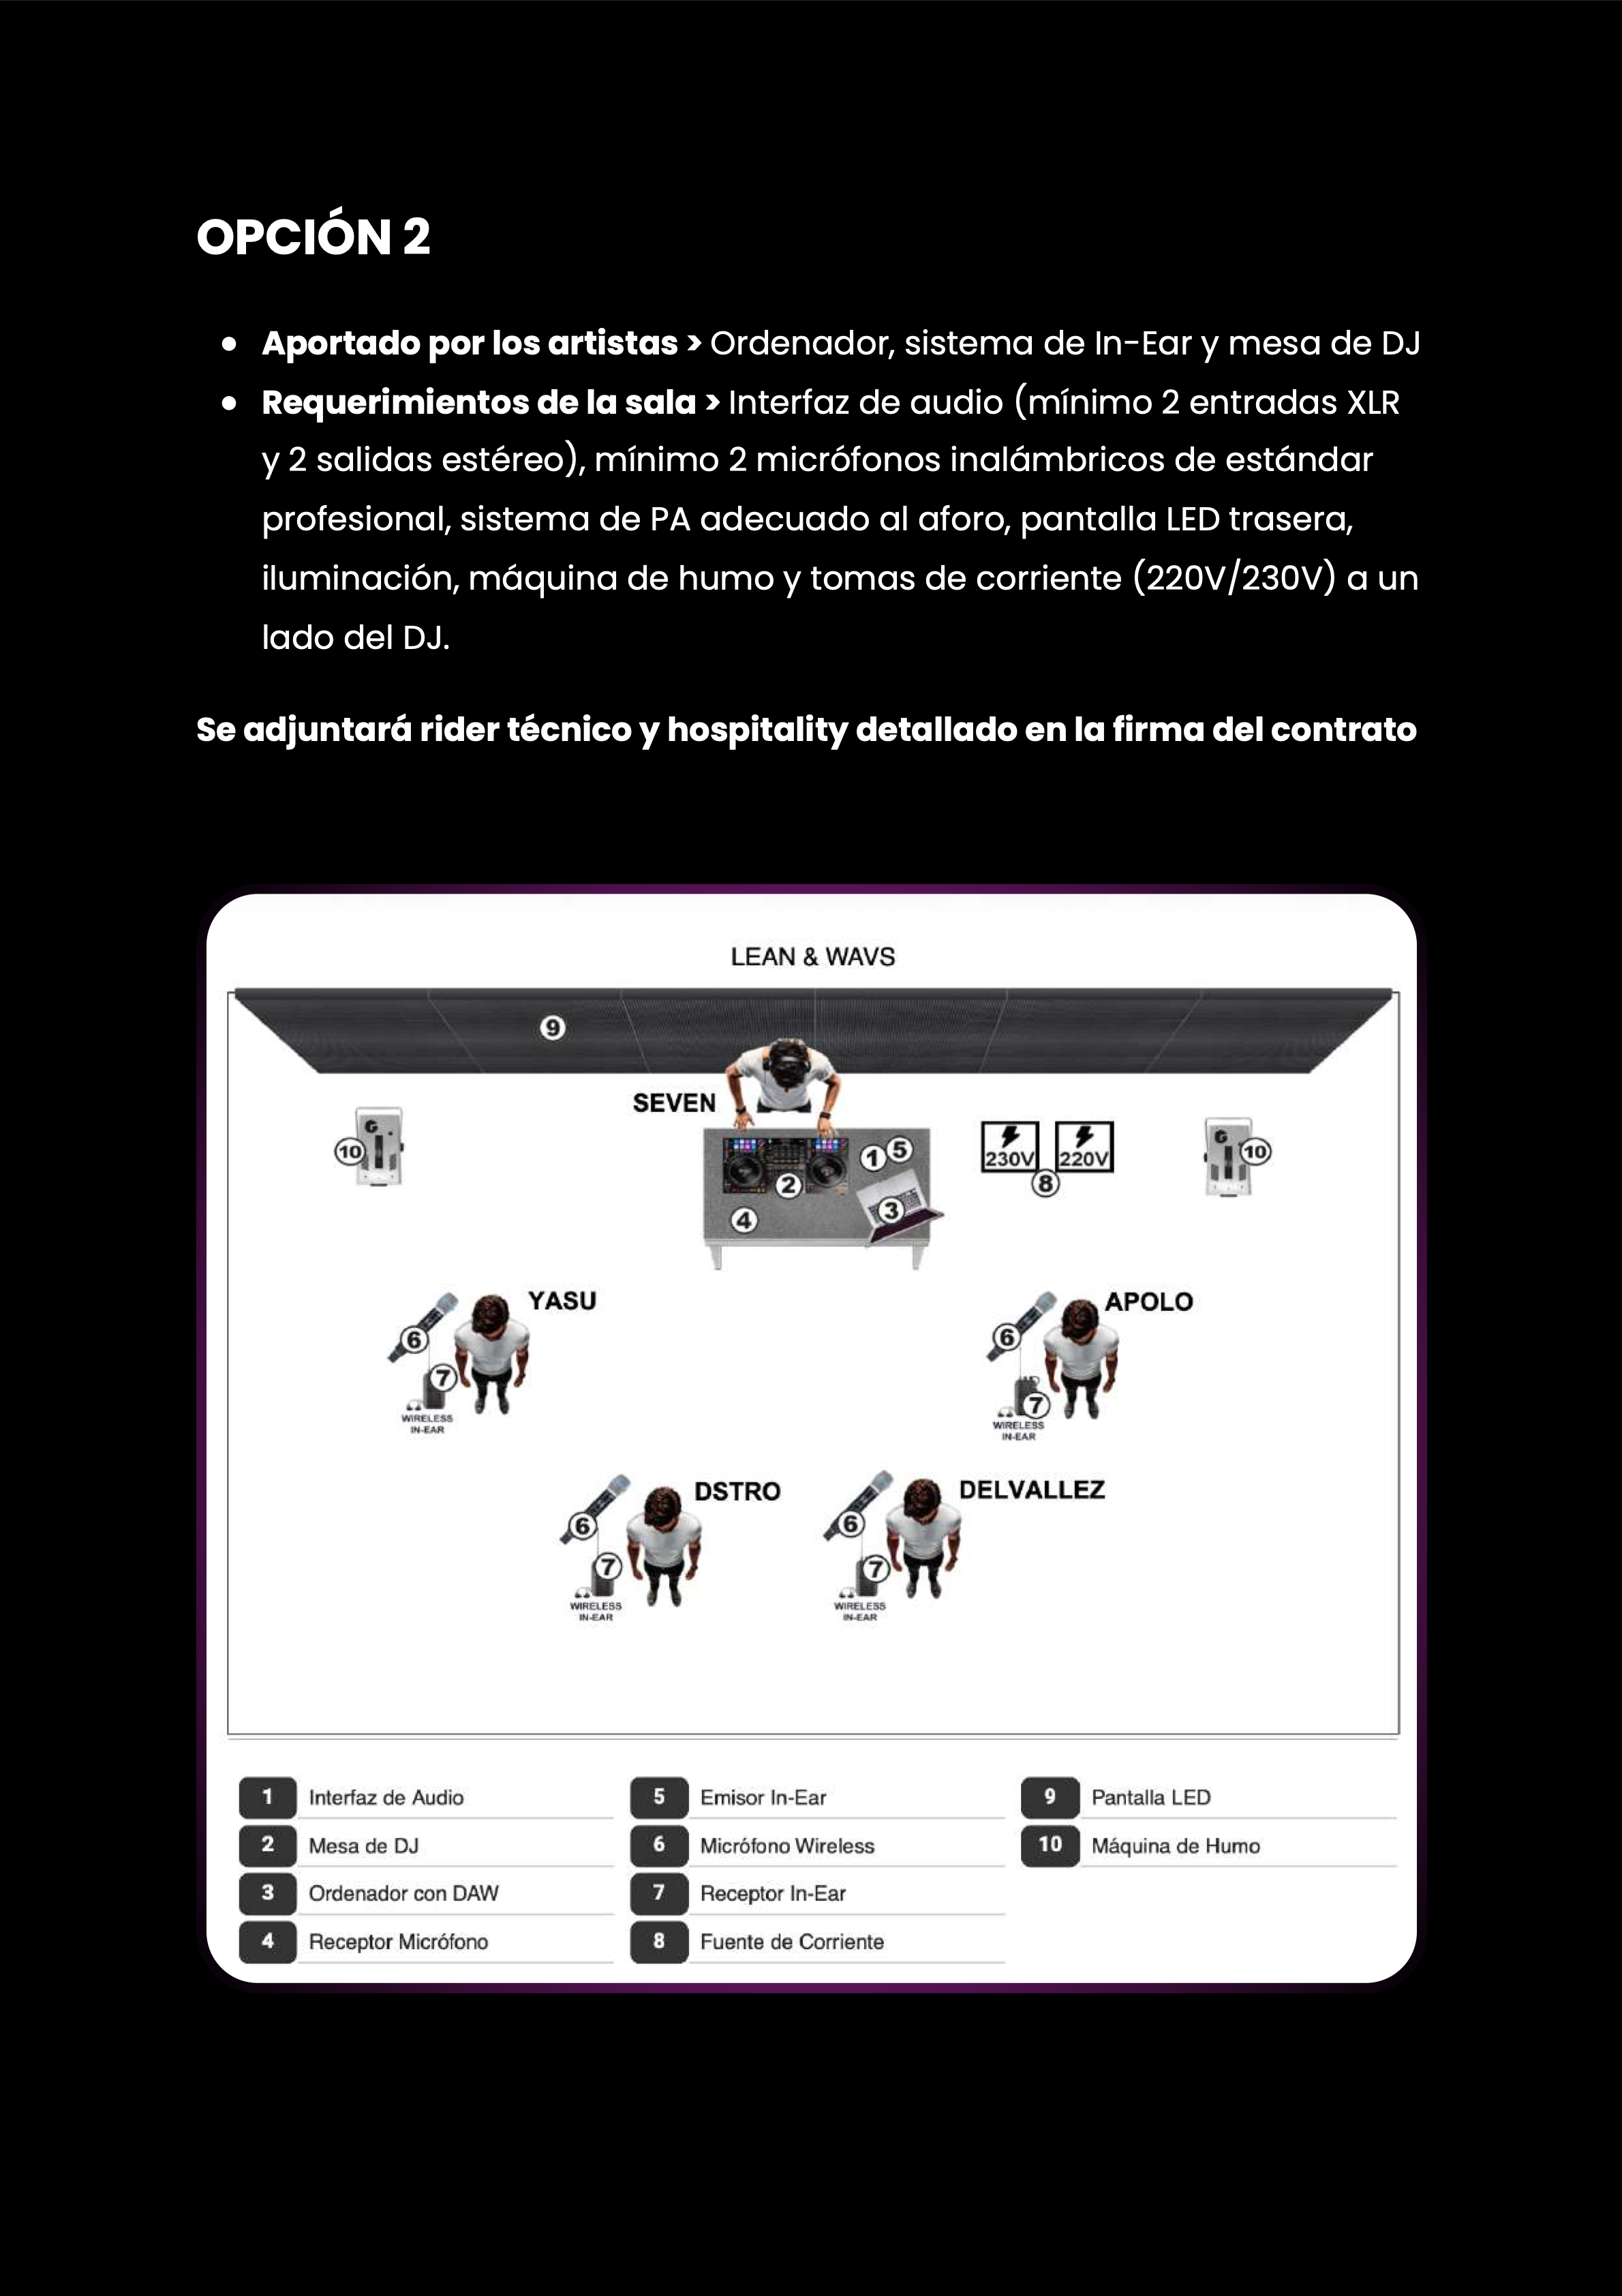 OPCIÓN 2
● Aportado por los artistas > Ordenador, sistema de In-Ear y mesa de DJ
● Requerimientos de la sala > Interfaz de audio (mínimo 2 entradas XLR
y 2 salidas estéreo), mínimo 2 micrófonos inalámbricos de estándar
profesional, sistema de PA adecuado al aforo, pantalla LED trasera,
iluminación, máquina de humo y tomas de corriente (220V/230V) a un
lado del DJ.
Se adjuntará rider técnico y hospitality detallado en la firma del contrato
LEAN & WAVS
9
SEVEN
10
1 5
2
3
4
230V 220V
8
10
YASU
6
7
WIRELESS
IN-EAR
APOLO
6
7
WIRELESS
IN-EAR
DSTRO
6
7
WIRELESS
IN-EAR
DELVALLEZ
6
7
WIRELESS
IN-EAR
1 Interfaz de Audio
2 Mesa de DJ
3 Ordenador con DAW
4 Receptor Micrófono
5 Emisor In-Ear
6 Micrófono Wireless
7 Receptor In-Ear
8 Fuente de Corriente
9 Pantalla LED
10 Máquina de Humo